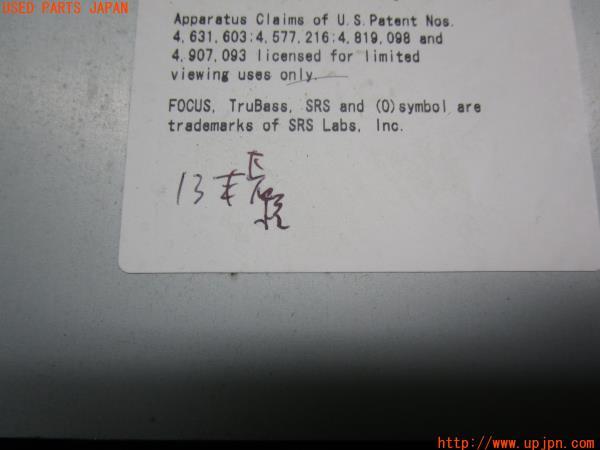 USED PARTS JAPAN
Apparatus Claims of U.S.Patent Nos.
4,631,603:4,577,216:4,819,098 and
4,907,093 licensed for limited
viewing uses only.
FOCUS, TruBass, SRS and (O)symbol are
trademarks of SRS Labs, Inc.
13
http://www.upjpn.com